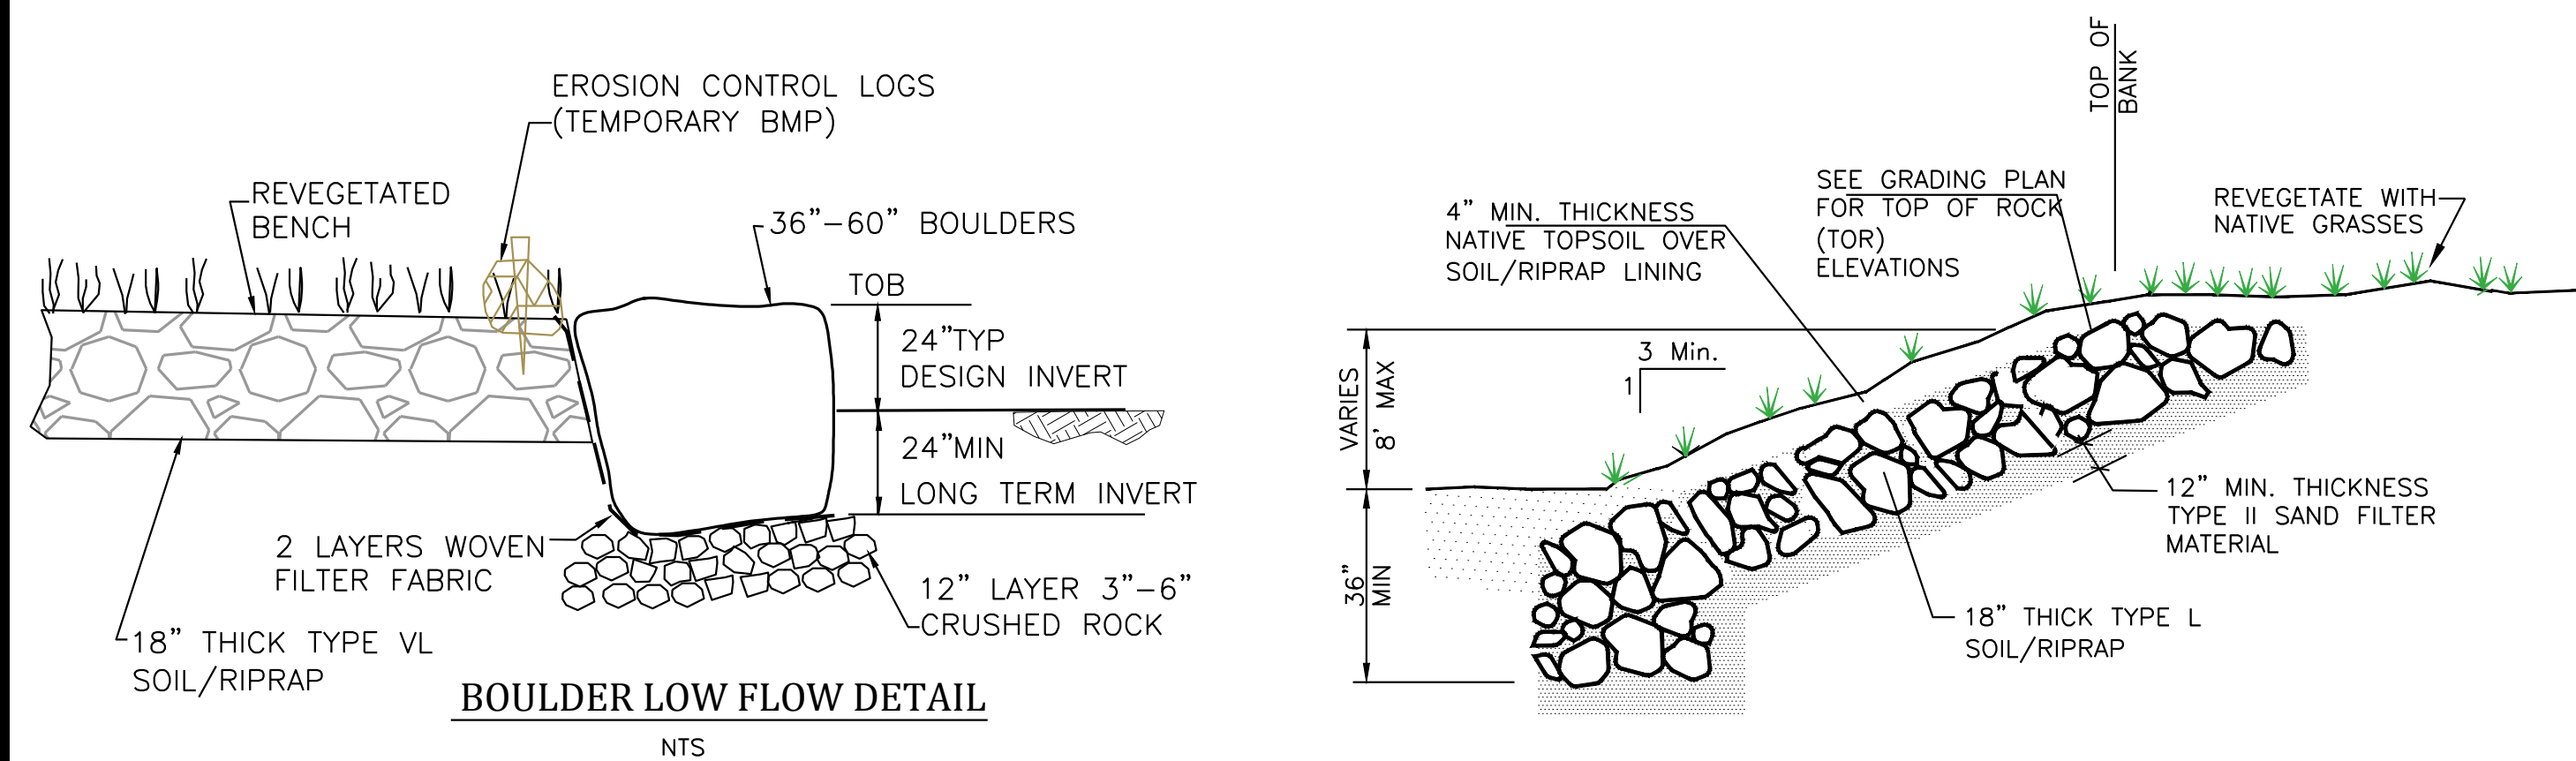 EROSION CONTROL LOGS
(TEMPORARY BMP)
REVEGETATED
BENCH
36”-60” BOULDERS
TOB
24”TYP
DESIGN INVERT
24”MIN
LONG TERM INVERT
2 LAYERS WOVEN
FILTER FABRIC
12” LAYER 3”-6”
CRUSHED ROCK
18” THICK TYPE VL
SOIL/RIPRAP
BOULDER LOW FLOW DETAIL
NTS
TOP OF
BANK
SEE GRADING PLAN
FOR TOP OF ROCK
(TOR)
ELEVATIONS
REVEGETATE WITH
NATIVE GRASSES
4” MIN. THICKNESS
NATIVE TOPSOIL OVER
SOIL/RIPRAP LINING
3 Min.
1
VARIES
8’ MAX
36”
MIN
12” MIN. THICKNESS
TYPE II SAND FILTER
MATERIAL
18” THICK TYPE L
SOIL/RIPRAP